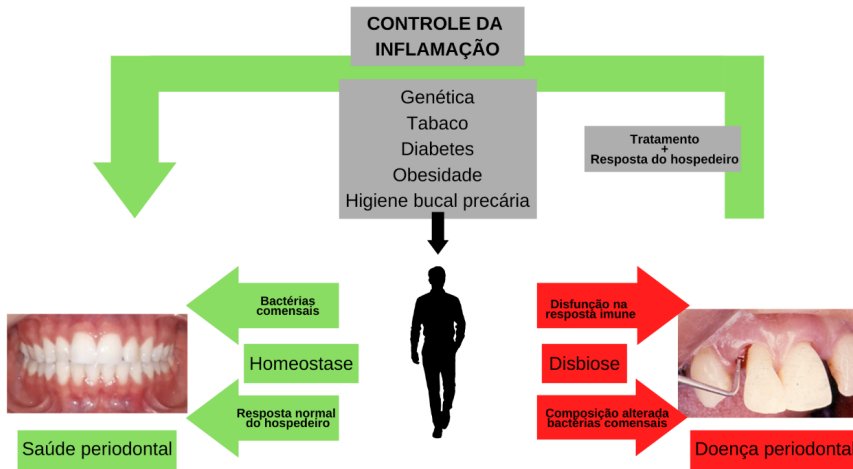 CONTROLE DA
INFLAMAÇÃO
Genética
Tabaco
Diabetes
Obesidade
Higiene bucal precária
Tratamento
+
Resposta do hospedeiro
Bactérias
comensais
Homeostase
Resposta normal
do hospedeiro
Saúde periodontal
Disfunção na
resposta imune
Disbiose
Composição alterada
bactérias comensais
Doença periodontal